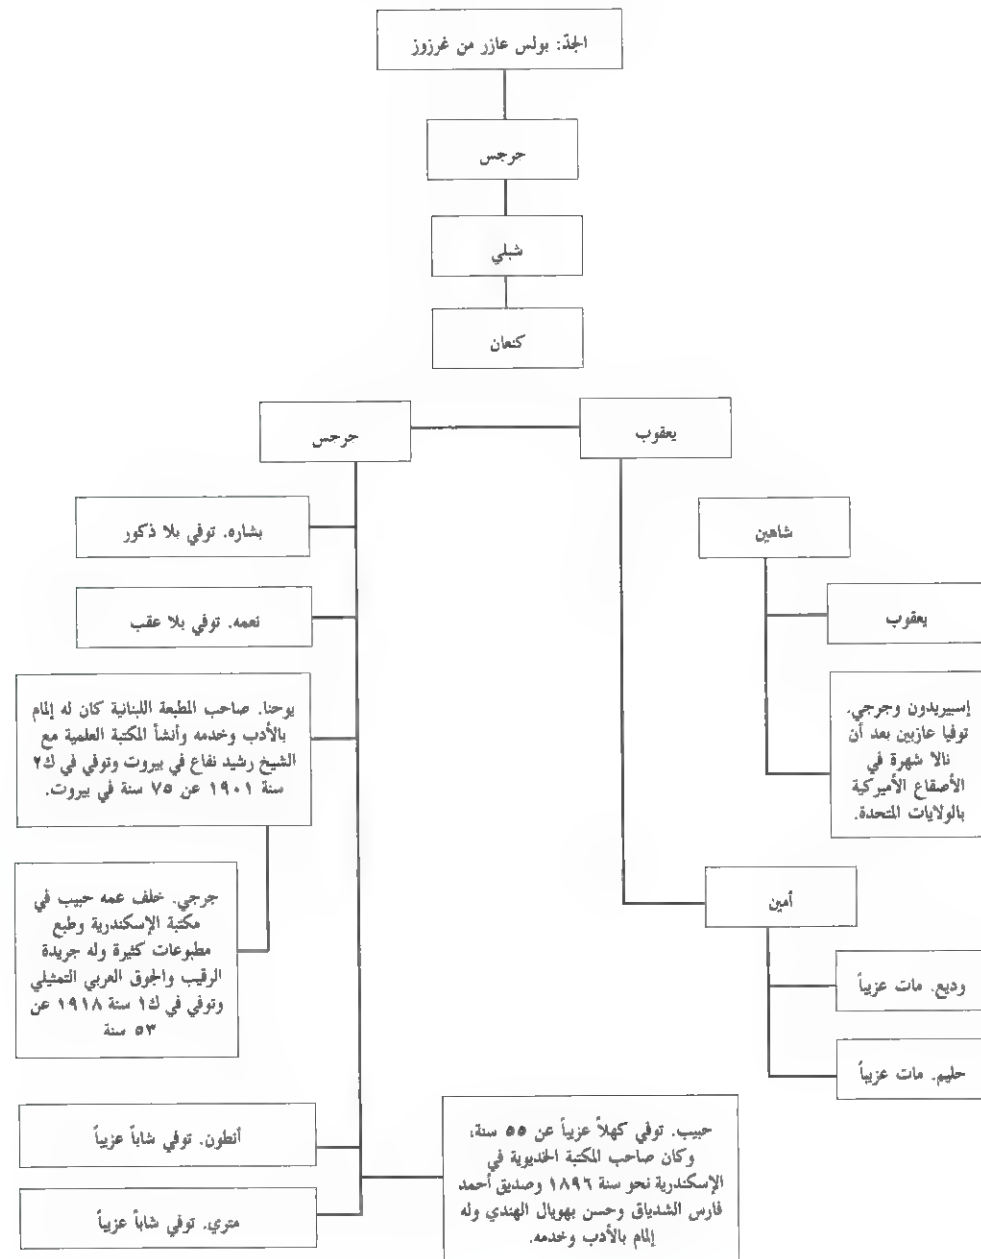 الجدّ: بولس عازر من غرزوز
جرجس
شبلي
كنعان
يعقوب
جرجس
شاهين
يعقوب
إسبيريدون وجرجي.
توفيا عازبين بعد أن
نالا شهرة في
الأصقاع الأميركية
بالولايات المتحدة.
أمين
وديع. مات عزيباً
حليم. مات عزيباً
بشاره. توفي بلا ذكور
نعمه. توفي بلا عقب
يوحنا. صاحب المطبعة اللبنانية كان له إلمام
بالأدب وخدمه وأنشأ المكتبة العلمية مع
الشيخ رشيد نفاع في بيروت وتوفي في ك٢
سنة ١٩٠١ عن ٧٥ سنة في بيروت.
جرجي. خلف عمه حبيب في
مكتبة الإسكندرية وطبع
مطبوعات كثيرة وله جريدة
الرقيب والجوق العربي التمثيلي
وتوفي في ك١ سنة ١٩١٨ عن
٥٣ سنة
أنطون. توفي شاباً عزيباً
متري. توفي شاباً عزيباً
حبيب. توفي كهلاً عزيباً عن ٥٥ سنة،
وكان صاحب المكتبة الخديوية في
الإسكندرية نحو سنة ١٨٩٦ وصديق أحمد
فارس الشدياق وحسن بهوبال الهندي وله
إلمام بالأدب وخدمه.